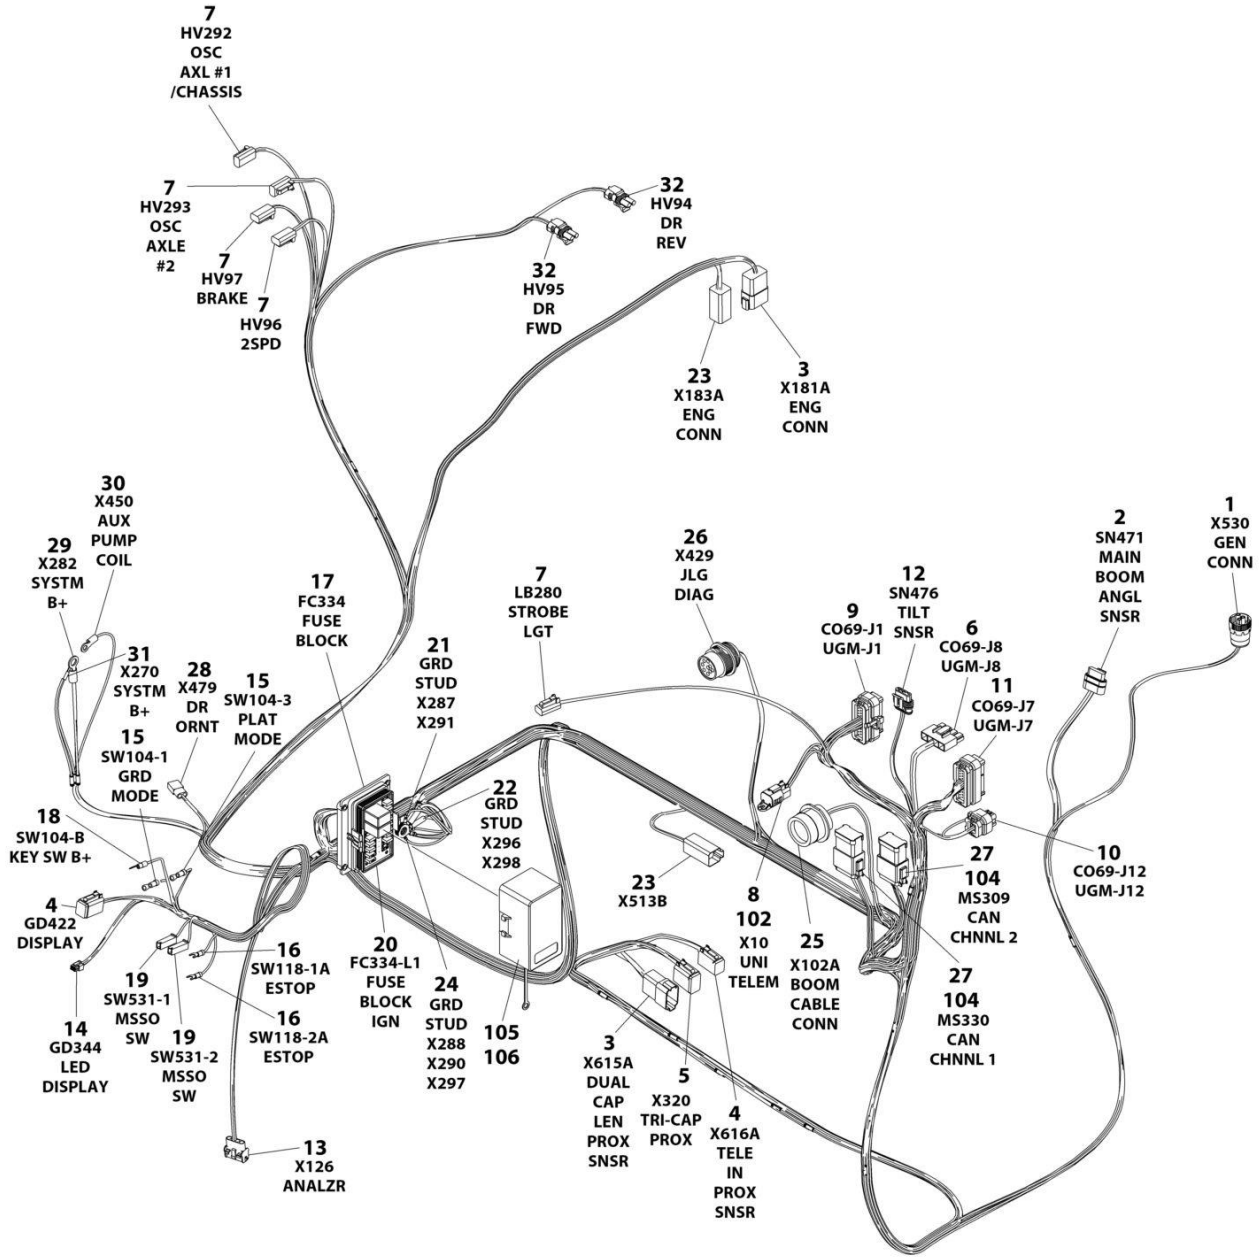 7
HV292
OSC
AXL #1
/CHASSIS
7
HV293
OSC
AXLE
#2
7
HV97
BRAKE
7
HV96
2SPD
32
HV94
DR
REV
32
HV95
DR
FWD
23
X183A
ENG
CONN
3
X181A
ENG
CONN
30
X450
AUX
PUMP
COIL
29
X282
SYSTM
B+
31
X270
SYSTM
B+
28
X479
DR
ORNT
15
SW104-3
PLAT
MODE
15
SW104-1
GRD
MODE
17
FC334
FUSE
BLOCK
21
GRD
STUD
X287
X291
7
LB280
STROBE
LGT
26
X429
JLG
DIAG
9
CO69-J1
UGM-J1
12
SN476
TILT
SNSR
6
CO69-J8
UGM-J8
11
CO69-J7
UGM-J7
2
SN471
MAIN
BOOM
ANGL
SNSR
1
X530
GEN
CONN
18
SW104-B
KEY SW B+
22
GRD
STUD
X296
X298
4
GD422
DISPLAY
14
GD344
LED
DISPLAY
19
SW531-1
MSSO
SW
19
SW531-2
MSSO
SW
16
SW118-1A
ESTOP
16
SW118-2A
ESTOP
13
X126
ANALZR
20
FC334-L1
FUSE
BLOCK
IGN
24
GRD
STUD
X288
X290
X297
105
106
23
X513B
3
X615A
DUAL
CAP
LEN
PROX
SNSR
5
X320
TRI-CAP
PROX
4
X616A
TELE
IN
PROX
SNSR
8
102
X10
UNI
TELEM
25
X102A
BOOM
CABLE
CONN
27
104
MS309
CAN
CHNNL 2
27
104
MS330
CAN
CHNNL 1
10
CO69-J12
UGM-J12